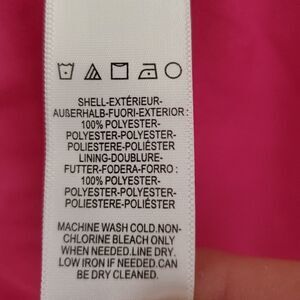 SHELL-EXTÉRIEUR-
AUßERHALB-FUORI-EXTERIOR:
100% POLYESTER-
POLYESTER-POLYESTER-
POLIESTERE-POLIÉSTER
LINING-DOUBLURE-
FUTTER-FODERA-FORRO:
100% POLYESTER-
POLYESTER-POLYESTER-
POLIESTERE-POLIÉSTER
MACHINE WASH COLD.NON-
CHLORINE BLEACH ONLY
WHEN NEEDED.LINE DRY.
LOW IRON IF NEEDED.CAN
BE DRY CLEANED.